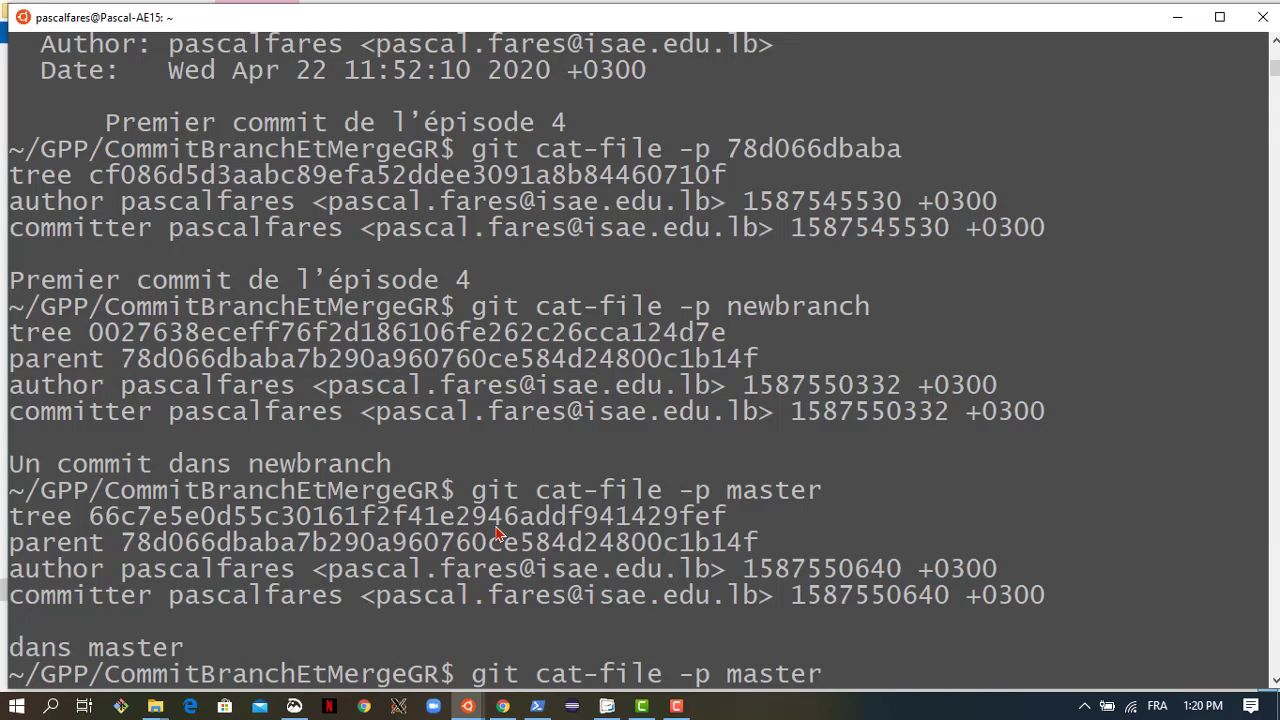 pascalfares@Pascal-AE15: ~
Author: pascalfares <pascal.fares@isae.edu.lb>
Date:   Wed Apr 22 11:52:10 2020 +0300
Premier commit de l’épisode 4
~/GPP/CommitBranchEtMergeGR$ git cat-file -p 78d066dbaba
tree cf086d5d3aabc89efa52ddee3091a8b84460710f
author pascalfares <pascal.fares@isae.edu.lb> 1587545530 +0300
committer pascalfares <pascal.fares@isae.edu.lb> 1587545530 +0300
Premier commit de l’épisode 4
~/GPP/CommitBranchEtMergeGR$ git cat-file -p newbranch
tree 0027638eceff76f2d186106fe262c26cca124d7e
parent 78d066dbaba7b290a960760ce584d24800c1b14f
author pascalfares <pascal.fares@isae.edu.lb> 1587550332 +0300
committer pascalfares <pascal.fares@isae.edu.lb> 1587550332 +0300
Un commit dans newbranch
~/GPP/CommitBranchEtMergeGR$ git cat-file -p master
tree 66c7e5e0d55c30161f2f41e2946addf941429fef
parent 78d066dbaba7b290a960760ce584d24800c1b14f
author pascalfares <pascal.fares@isae.edu.lb> 1587550640 +0300
committer pascalfares <pascal.fares@isae.edu.lb> 1587550640 +0300
dans master
~/GPP/CommitBranchEtMergeGR$ git cat-file -p master
FRA 1:20 PM